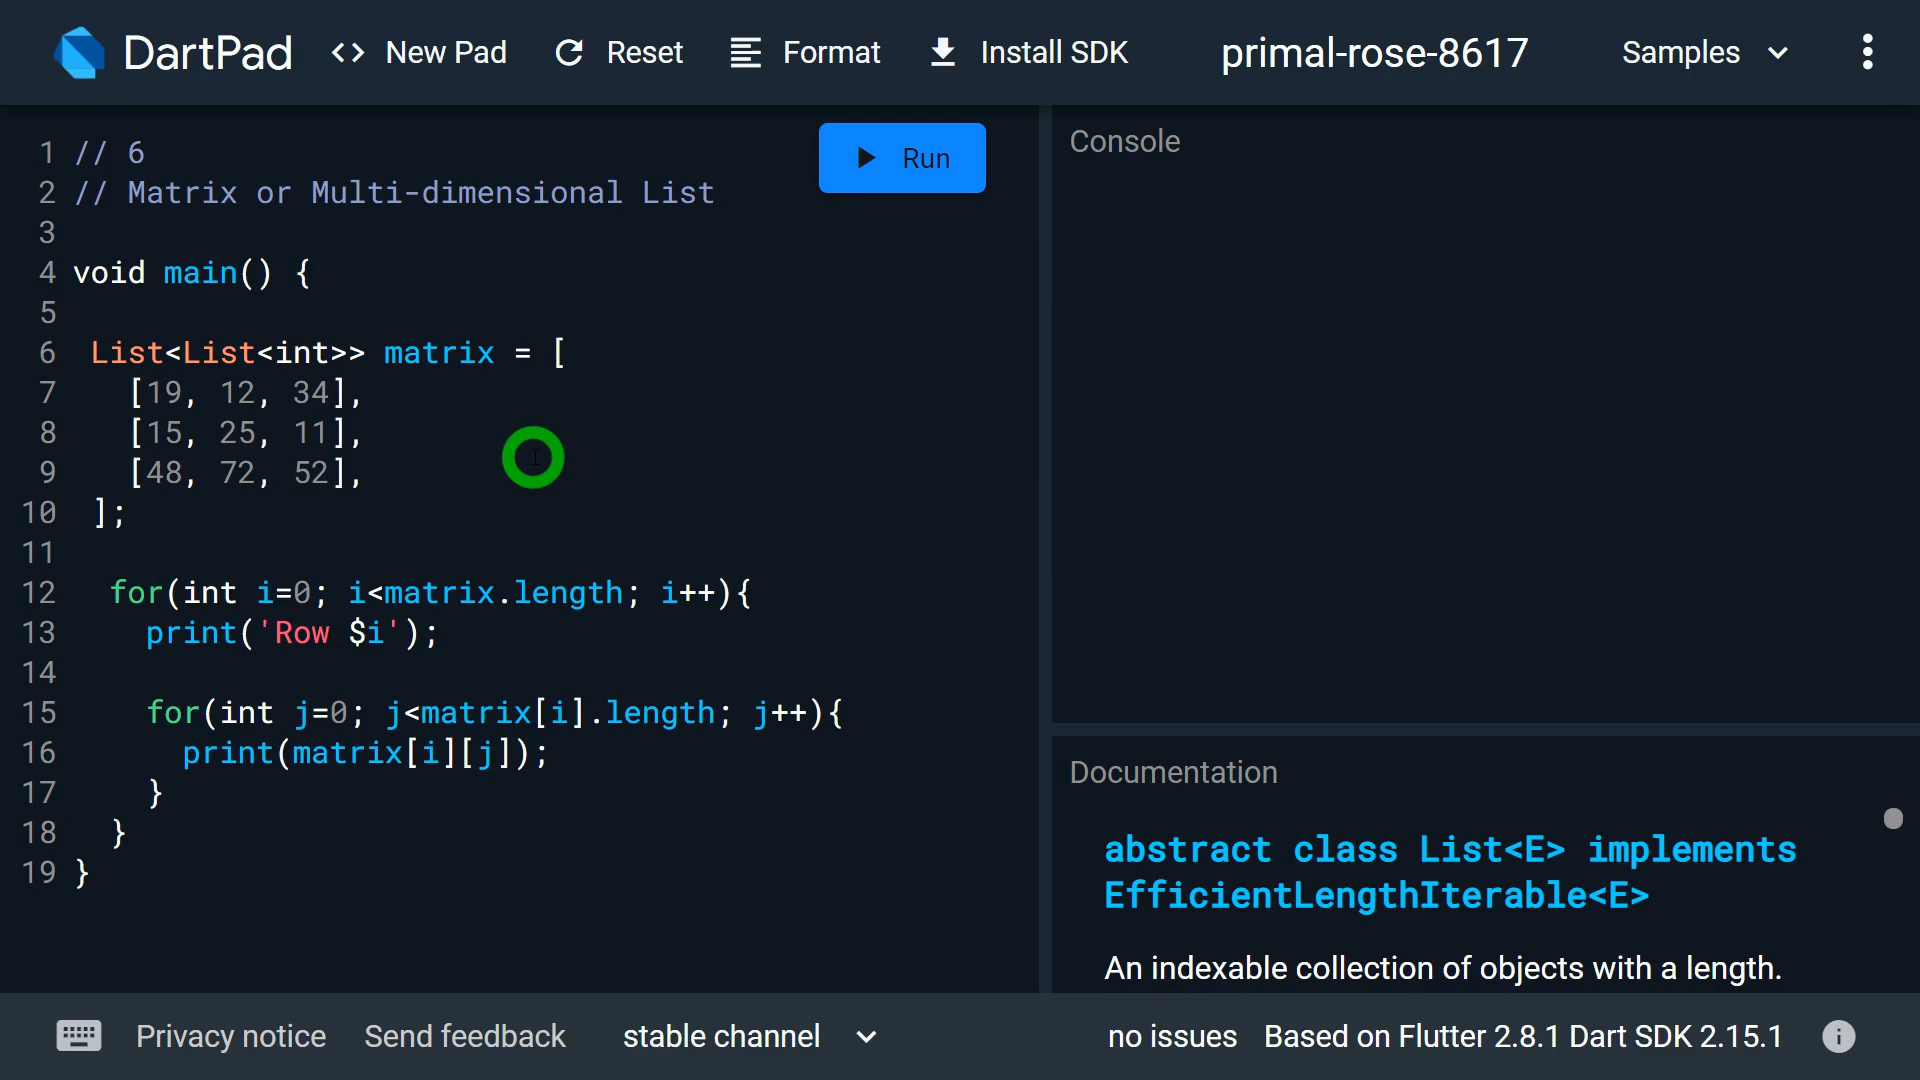 DartPad <> New Pad Reset Format Install SDK primal-rose-8617 Samples
Run
1 // 6
2 // Matrix or Multi-dimensional List
3
4 void main() {
5
6 List<List<int>> matrix = [
7 [19, 12, 34],
8 [15, 25, 11],
9 [48, 72, 52],
10 ];
11
12 for(int i=0; i<matrix.length; i++){
13 print('Row $i');
14
15 for(int j=0; j<matrix[i].length; j++){
16 print(matrix[i][j]);
17 }
18 }
19 }
Console
Documentation
abstract class List<E> implements
EfficientLengthIterable<E>
An indexable collection of objects with a length.
Privacy notice Send feedback stable channel no issues Based on Flutter 2.8.1 Dart SDK 2.15.1